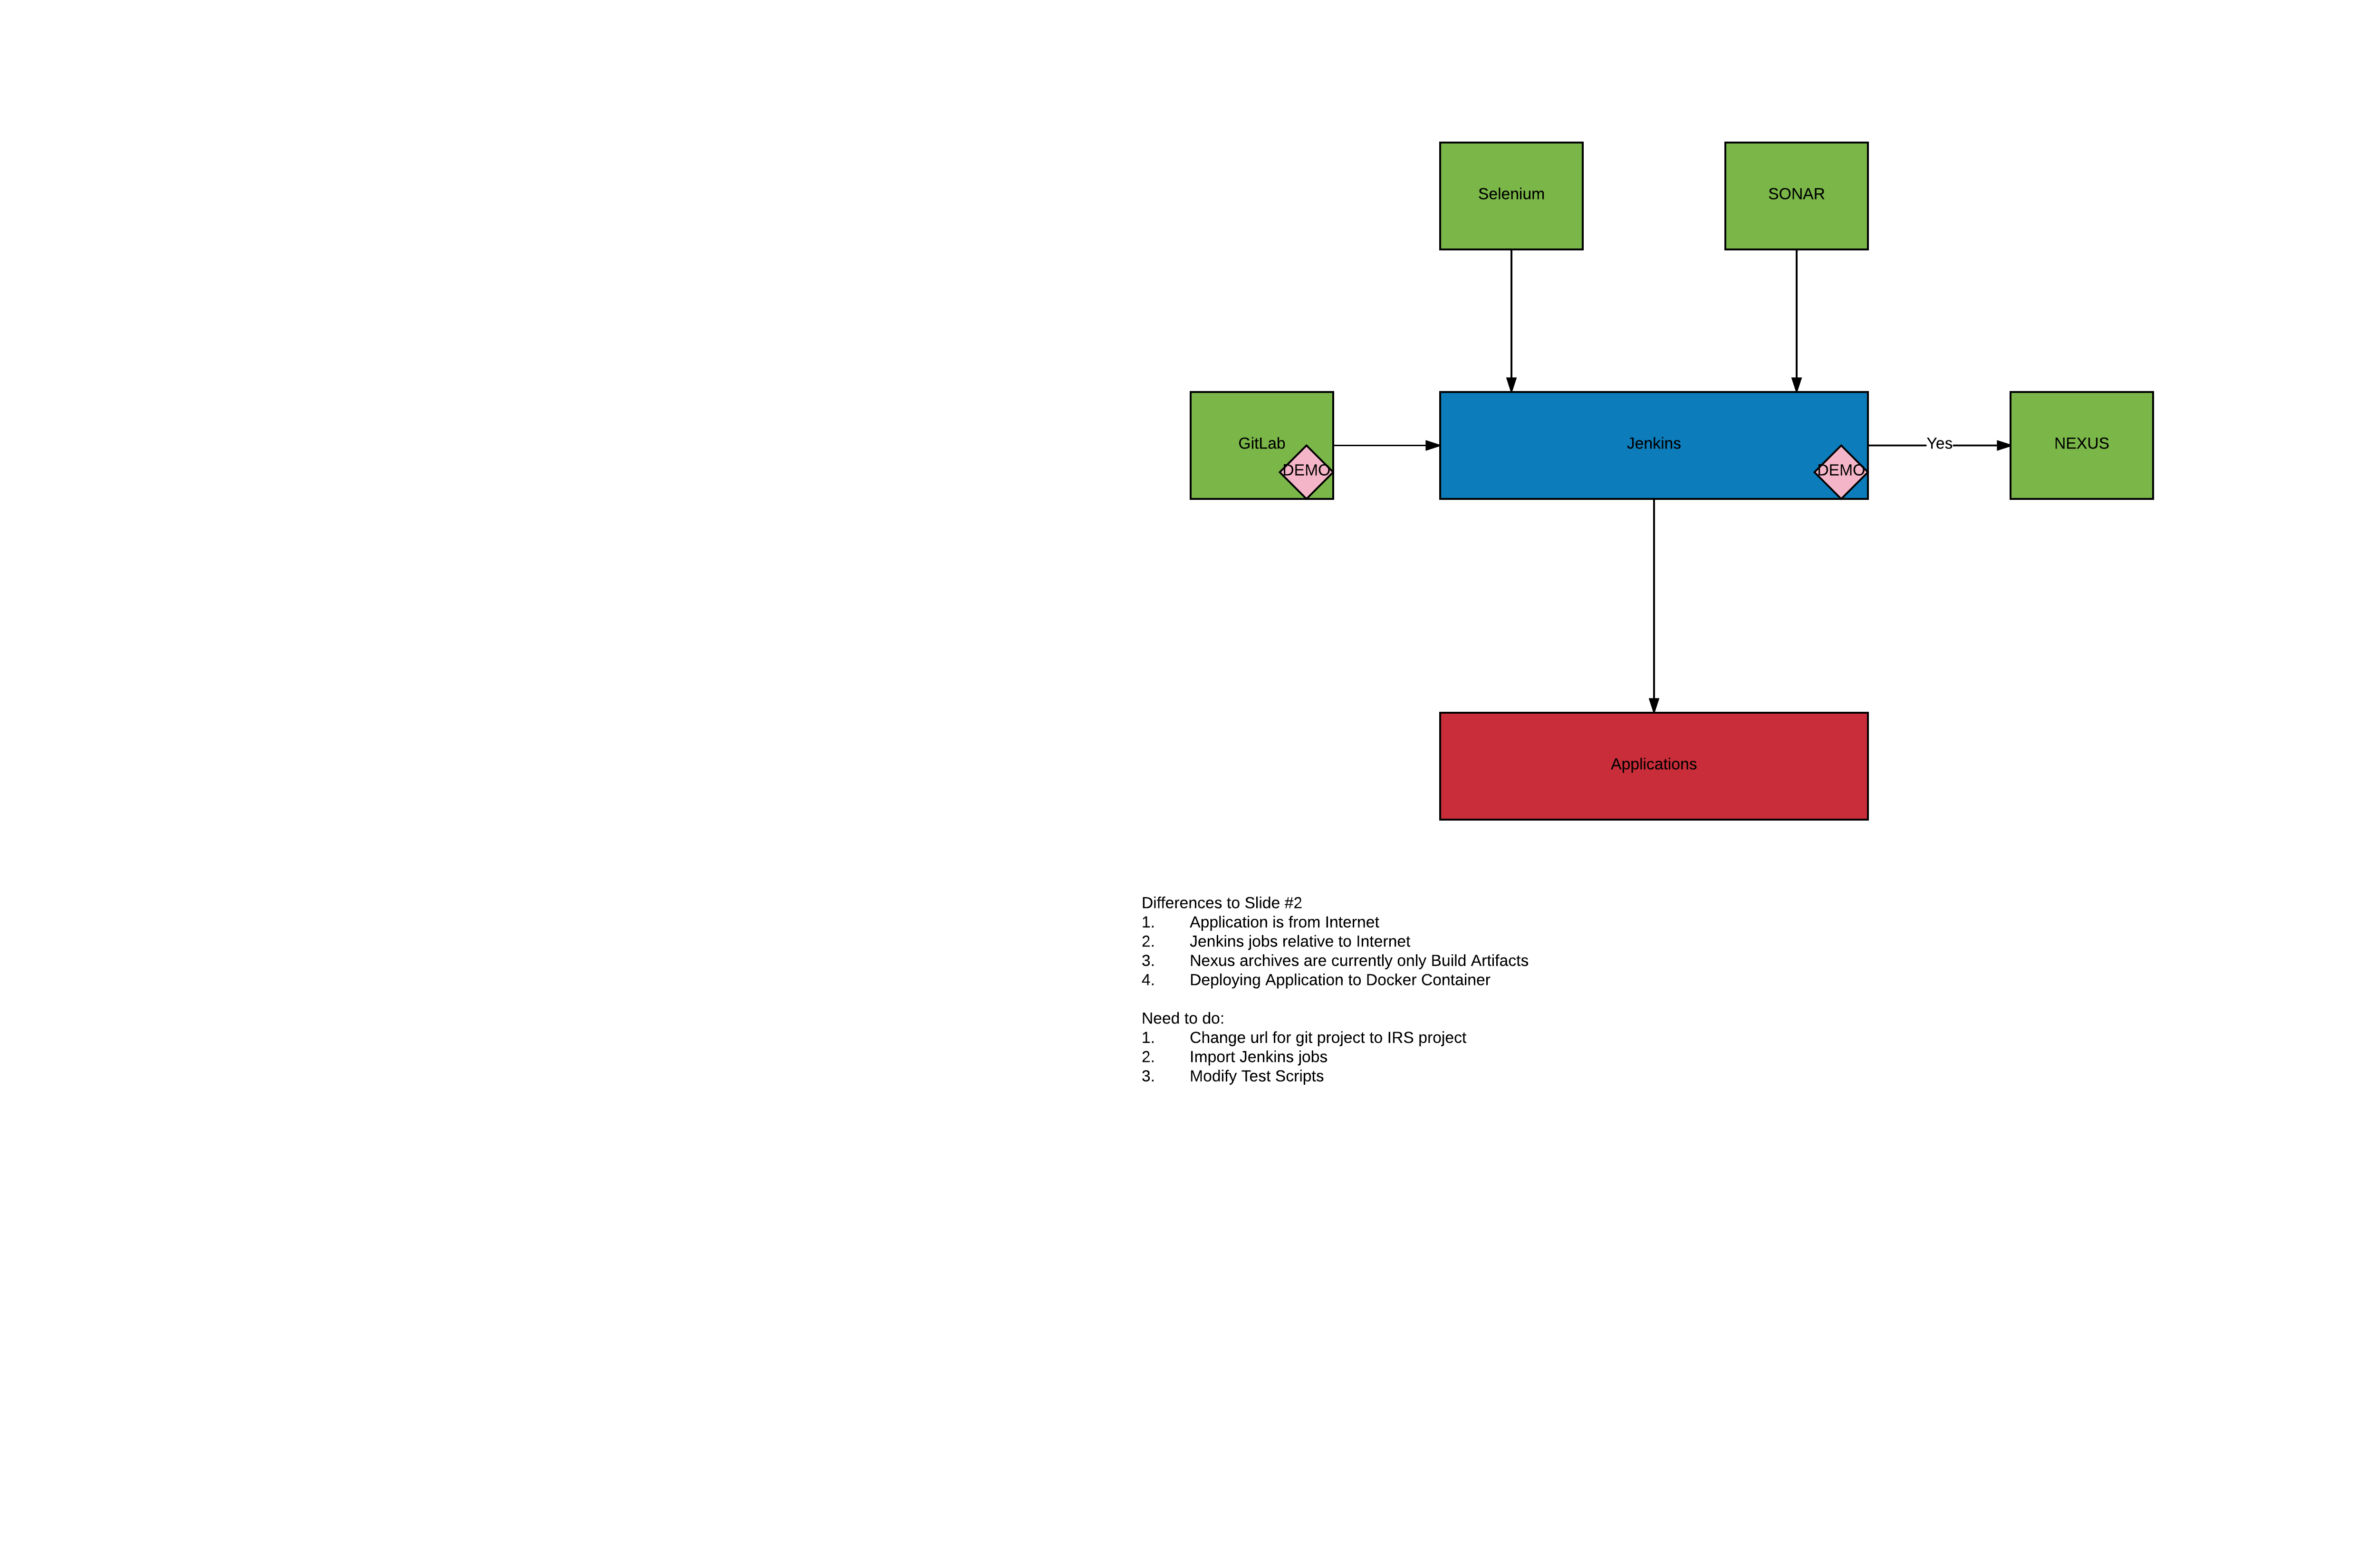 Selenium
SONAR
GitLab
DEMO
Jenkins
DEMO
Yes
NEXUS
Applications
Differences to Slide #2
1. Application is from Internet
2. Jenkins jobs relative to Internet
3. Nexus archives are currently only Build Artifacts
4. Deploying Application to Docker Container
Need to do:
1. Change url for git project to IRS project
2. Import Jenkins jobs
3. Modify Test Scripts